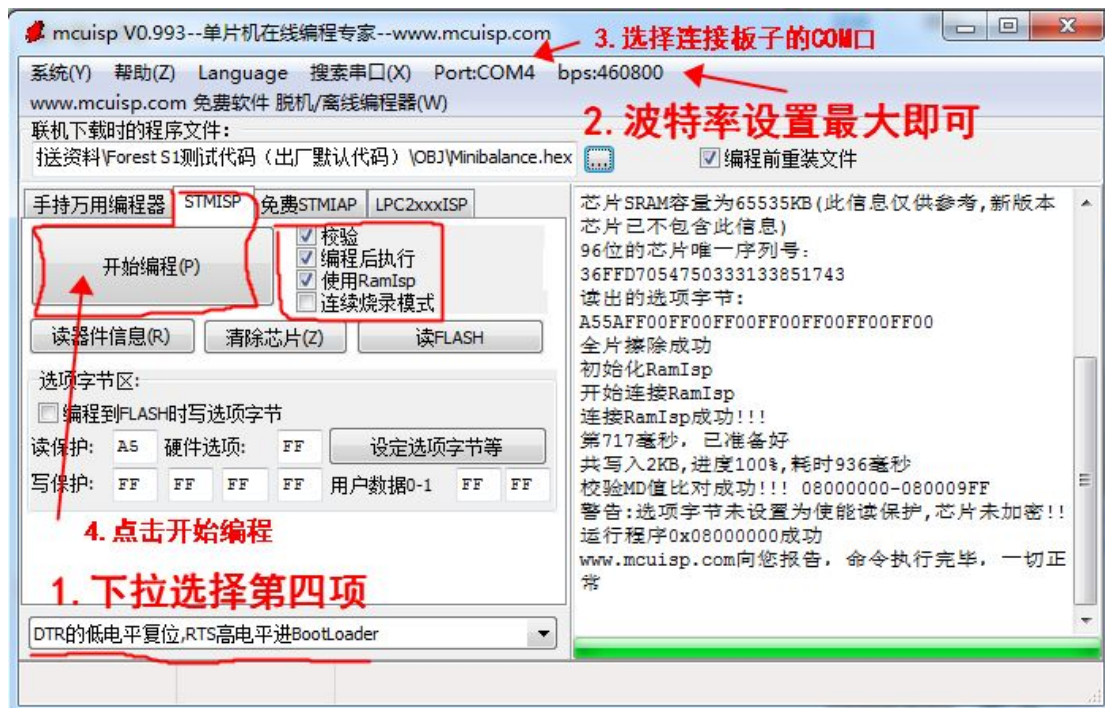 mcuisp V0.993--单片机在线编程专家--www.mcuisp.com
3.选择连接板子的COM口
系统(Y) 帮助(Z) Language 搜索串口(X) Port:COM4 bps:460800
www.mcuisp.com 免费软件 脱机/离线编程器(W)
2.波特率设置最大即可
联机下载时的程序文件:
送资料\Forest S1测试代码（出厂默认代码）\OBJ\Minibalance.hex ... 编程前重装文件
手持万用编程器 STMISP 免费STMIAP LPC2xxxISP
开始编程(P)
校验
编程后执行
使用RamIsp
连续烧录模式
读器件信息(R) 清除芯片(Z) 读FLASH
选项字节区:
编程到FLASH时写选项字节
读保护: A5 硬件选项: FF 设定选项字节等
写保护: FF FF FF FF 用户数据0-1 FF FF
4.点击开始编程
1.下拉选择第四项
DTR的低电平复位,RTS高电平进BootLoader
芯片SRAM容量为65535KB(此信息仅供参考,新版本
芯片已不包含此信息)
96位的芯片唯一序列号:
36FFD7054750333133851743
读出的选项字节:
A55AFF00FF00FF00FF00FF00FF00FF00
全片擦除成功
初始化RamIsp
开始连接RamIsp
连接RamIsp成功!!!
第717毫秒, 已准备好
共写入2KB,进度100%,耗时936毫秒
校验MD值比对成功!!! 08000000-080009FF
警告:选项字节未设置为使能读保护,芯片未加密!!
运行程序0x08000000成功
www.mcuisp.com向您报告, 命令执行完毕, 一切正
常